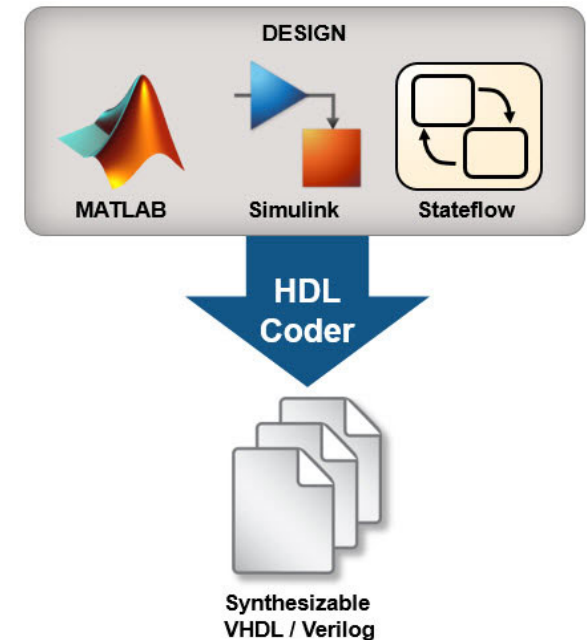 DESIGN
MATLAB
Simulink
Stateflow
HDL
Coder
Synthesizable
VHDL / Verilog